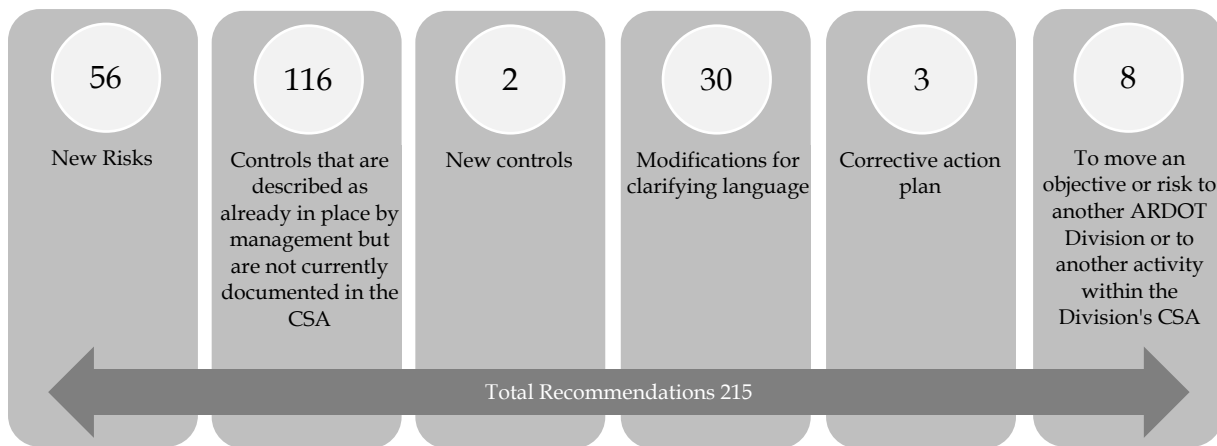 56
New Risks
116
Controls that are
described as
already in place by
management but
are not currently
documented in the
CSA
2
New controls
30
Modifications for
clarifying language
3
Corrective action
plan
8
To move an
objective or risk to
another ARDOT
Division or to
another activity
within the
Division's CSA
Total Recommendations 215